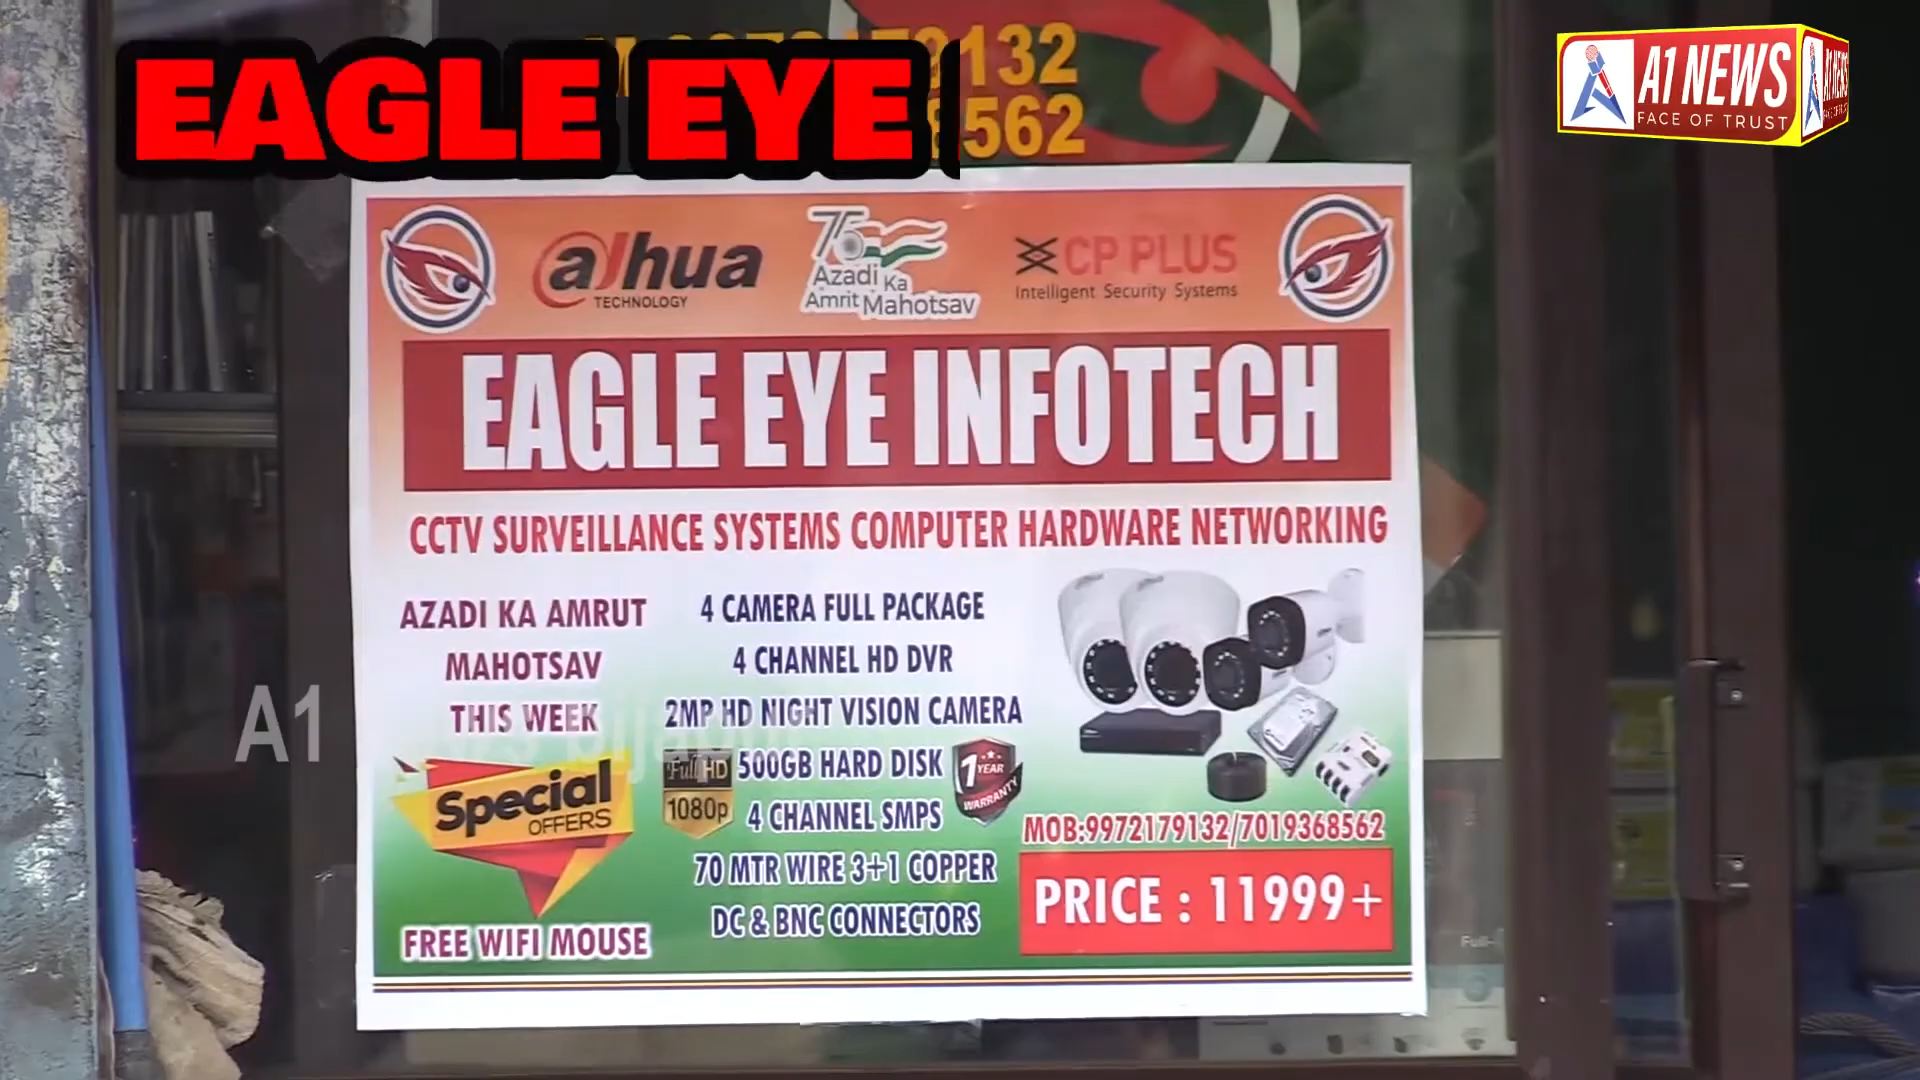 EAGLE EYE
132
562
A1 NEWS
FACE OF TRUST
alhua
TECHNOLOGY
75
Azadi Ka
Amrit Mahotsav
CP PLUS
Intelligent Security Systems
EAGLE EYE INFOTECH
CCTV SURVEILLANCE SYSTEMS COMPUTER HARDWARE NETWORKING
AZADI KA AMRUT
MAHOTSAV
THIS WEEK
Special
OFFERS
FREE WIFI MOUSE
4 CAMERA FULL PACKAGE
4 CHANNEL HD DVR
2MP HD NIGHT VISION CAMERA
Full HD
1080p
500GB HARD DISK
1 YEAR
WARRANTY
4 CHANNEL SMPS
70 MTR WIRE 3+1 COPPER
DC & BNC CONNECTORS
MOB:9972179132/7019368562
PRICE : 11999+
A1